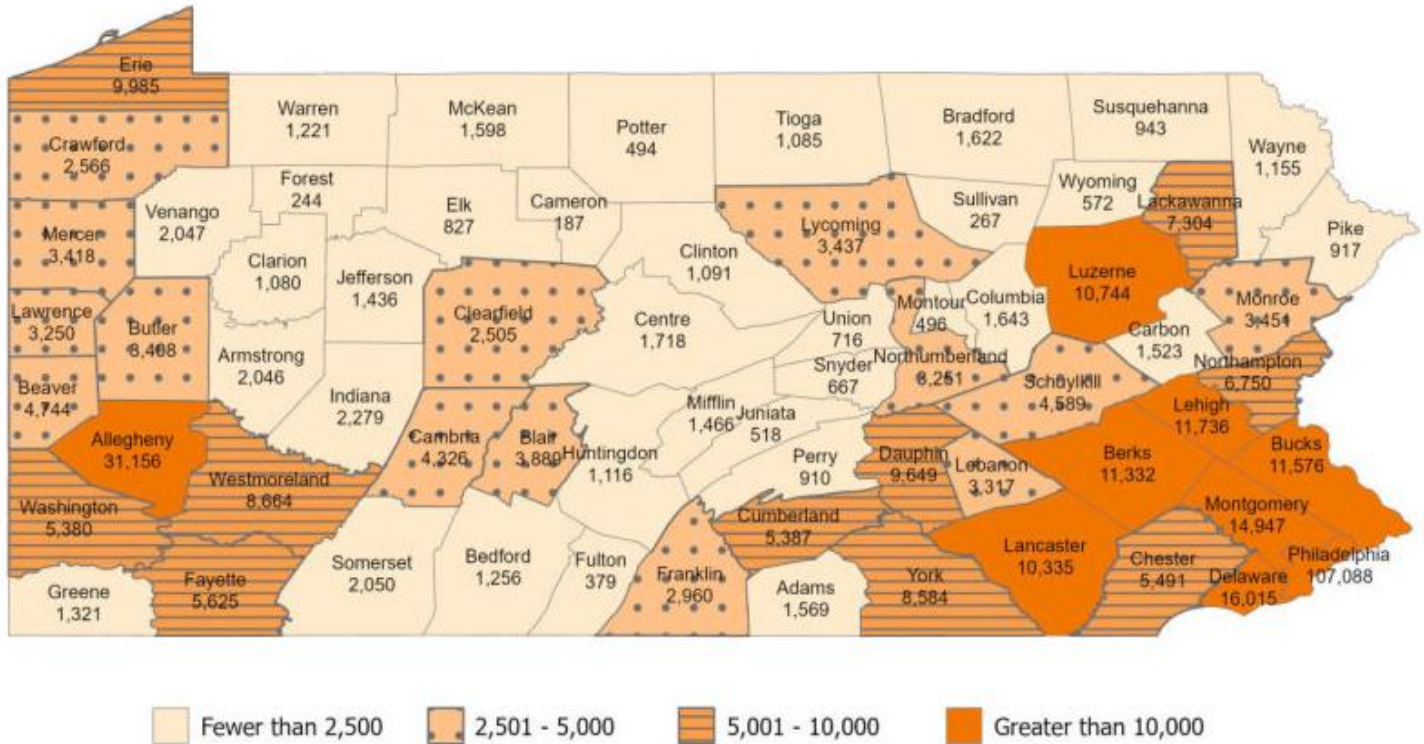 Erie
9,985
Warren
1,221
McKean
1,598
Potter
494
Tioga
1,085
Bradford
1,622
Susquehanna
943
Wayne
1,155
Crawford
2,566
Forest
244
Venango
2,047
Elk
827
Cameron
187
Lycoming
3,437
Sullivan
267
Wyoming
572
Lackawanna
7,304
Pike
917
Mercer
3,418
Clarion
1,080
Jefferson
1,436
Clinton
1,091
Luzerne
10,744
Lawrence
3,250
Butler
3,408
Clearfield
2,505
Centre
1,718
Union
716
Montour
496
Columbia
1,643
Monroe
3,451
Carbon
1,523
Armstrong
2,046
Snyder
667
Northumberland
3,251
Northampton
6,750
Beaver
4,744
Indiana
2,279
Schuylkill
4,589
Mifflin
1,466
Juniata
518
Lehigh
11,736
Allegheny
31,156
Cambria
4,326
Blair
3,889
Huntingdon
1,116
Perry
910
Dauphin
9,649
Lebanon
3,317
Berks
11,332
Bucks
11,576
Westmoreland
8,664
Washington
5,380
Cumberland
5,387
Montgomery
14,947
Somerset
2,050
Bedford
1,256
Fulton
379
Franklin
2,960
Lancaster
10,335
Chester
5,491
Philadelphia
107,088
Greene
1,321
Fayette
5,625
Adams
1,569
York
8,584
Delaware
16,015
Fewer than 2,500
2,501 - 5,000
5,001 - 10,000
Greater than 10,000